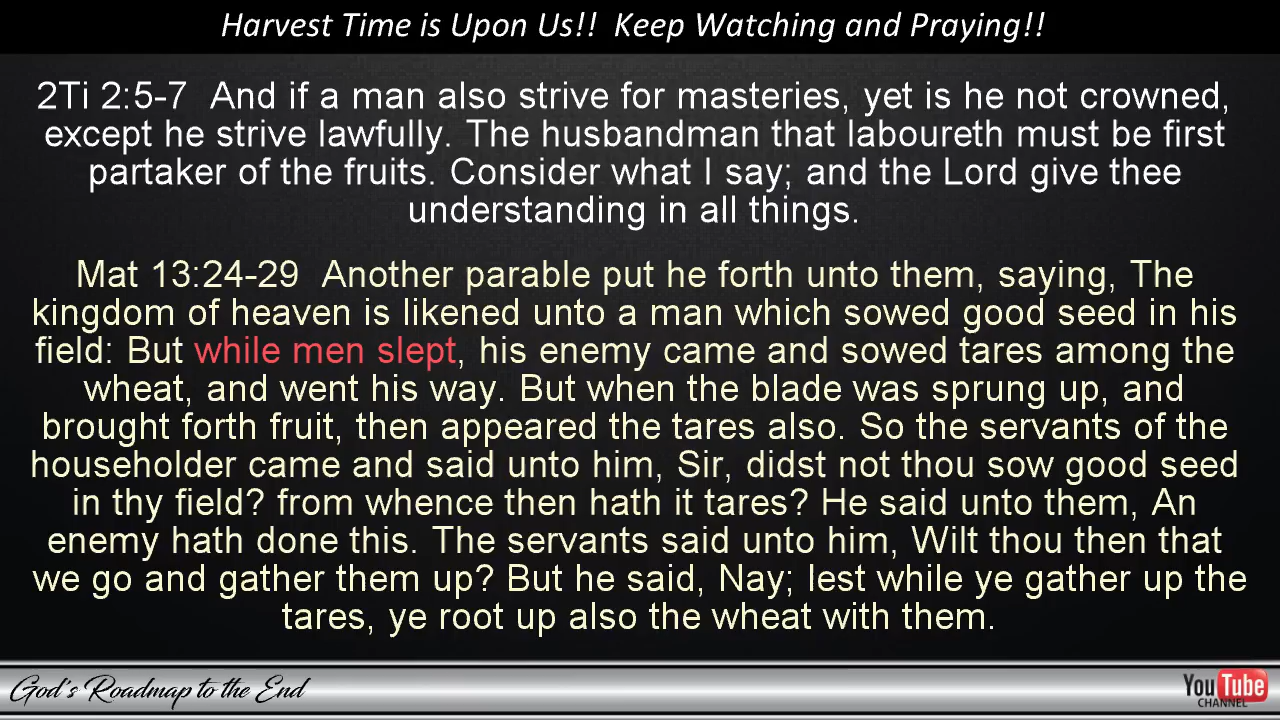 Harvest Time is Upon Us!!  Keep Watching and Praying!!
2Ti 2:5-7  And if a man also strive for masteries, yet is he not crowned,
except he strive lawfully. The husbandman that laboureth must be first
partaker of the fruits. Consider what I say; and the Lord give thee
understanding in all things.
Mat 13:24-29  Another parable put he forth unto them, saying, The
kingdom of heaven is likened unto a man which sowed good seed in his
field: But while men slept, his enemy came and sowed tares among the
wheat, and went his way. But when the blade was sprung up, and
brought forth fruit, then appeared the tares also. So the servants of the
householder came and said unto him, Sir, didst not thou sow good seed
in thy field? from whence then hath it tares? He said unto them, An
enemy hath done this. The servants said unto him, Wilt thou then that
we go and gather them up? But he said, Nay; lest while ye gather up the
tares, ye root up also the wheat with them.
God's Roadmap to the End
YouTube
CHANNEL